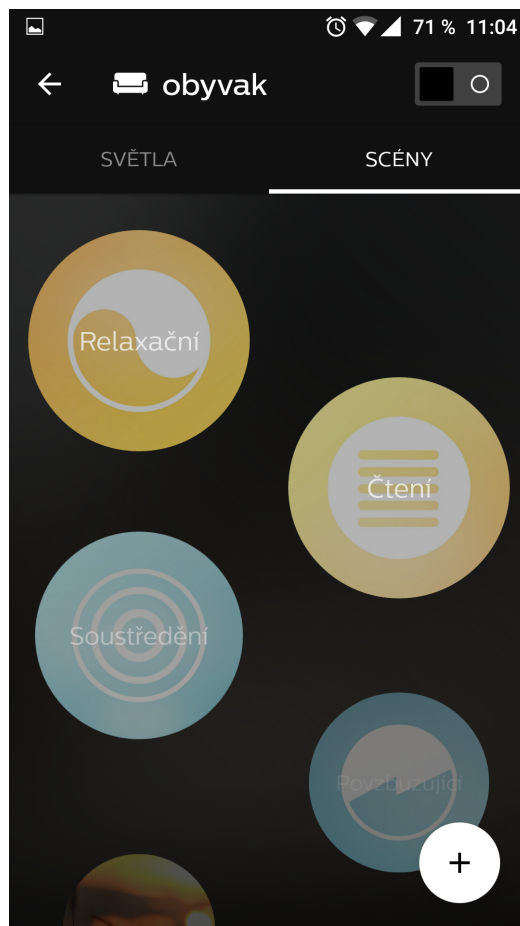 71 % 11:04
obyvak
SVĚTLA
SCÉNY
Relaxační
Čtení
Soustředění
Povzbuzující